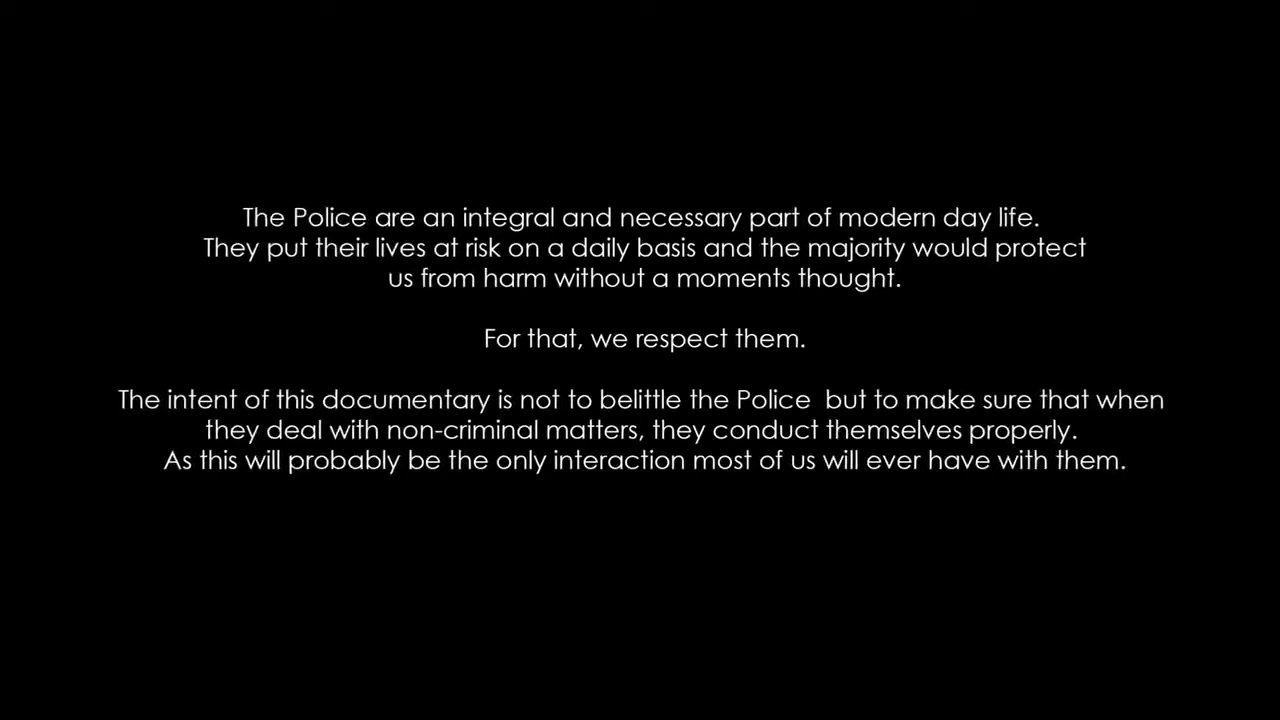 The Police are an integral and necessary part of modern day life.
They put their lives at risk on a daily basis and the majority would protect
us from harm without a moments thought.
For that, we respect them.
The intent of this documentary is not to belittle the Police  but to make sure that when
they deal with non-criminal matters, they conduct themselves properly.
As this will probably be the only interaction most of us will ever have with them.